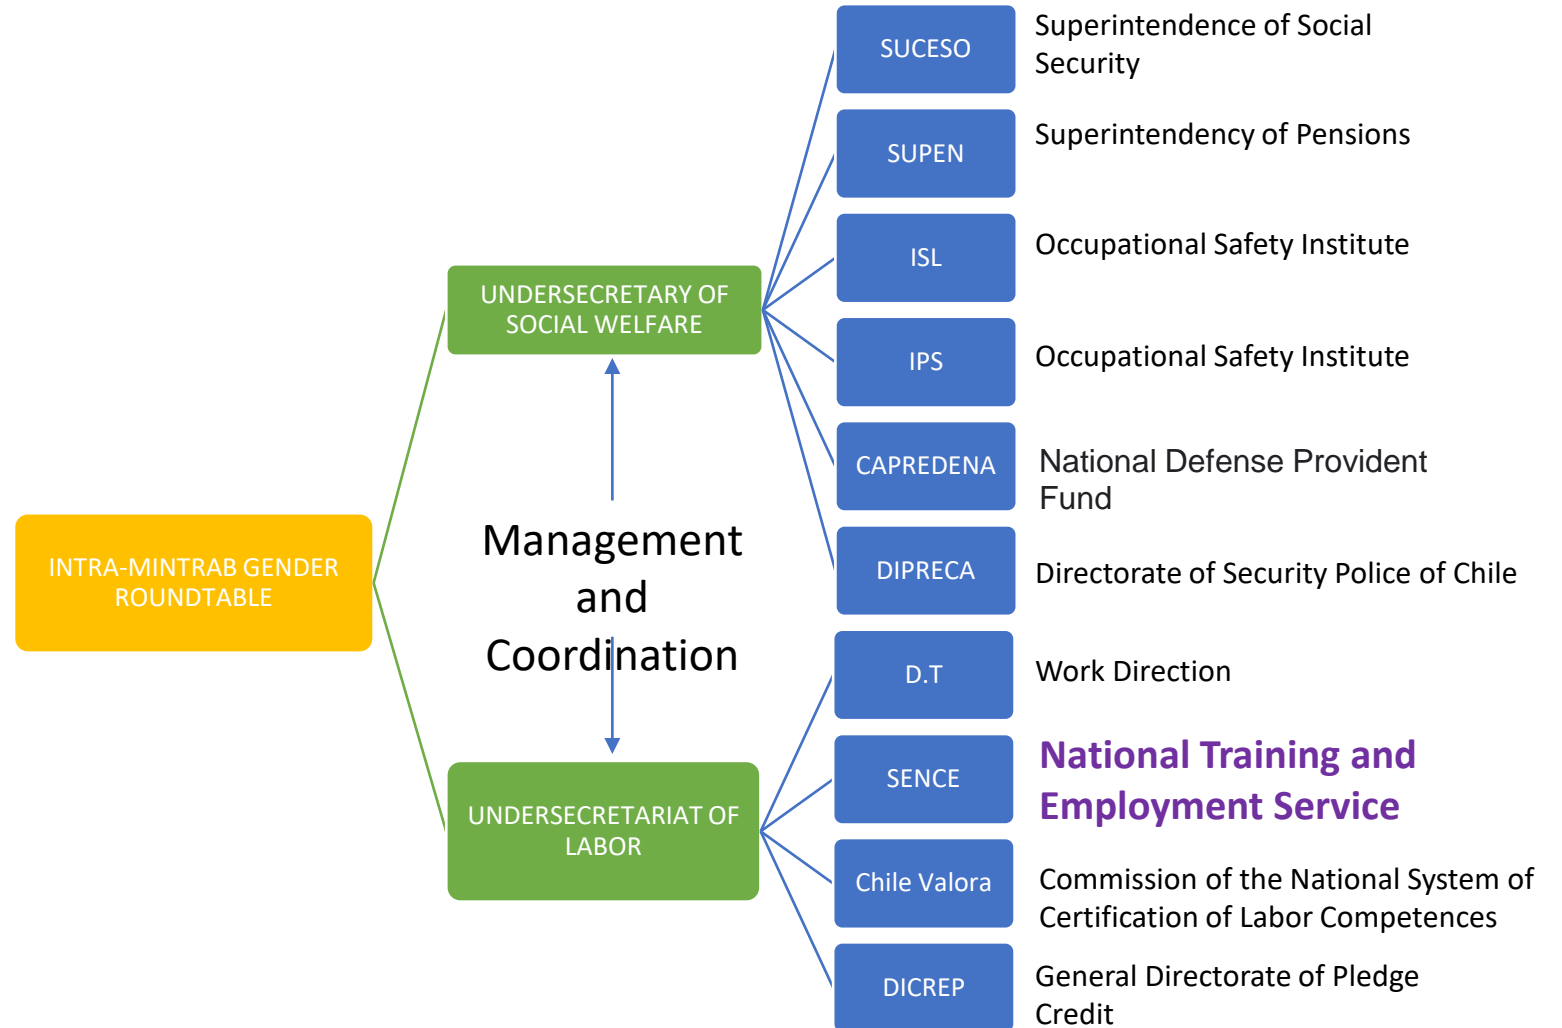 SUCESO
Superintendence of Social
Security
SUPEN
Superintendency of Pensions
ISL
Occupational Safety Institute
UNDERSECRETARY OF
SOCIAL WELFARE
IPS
Occupational Safety Institute
CAPREDENA
National Defense Provident
Fund
INTRA-MINTRAB GENDER
ROUNDTABLE
Management
and
Coordination
DIPRECA
Directorate of Security Police of Chile
D.T
Work Direction
SENCE
National Training and
Employment Service
UNDERSECRETARIAT OF
LABOR
Chile Valora
Commission of the National System of
Certification of Labor Competences
DICREP
General Directorate of Pledge
Credit